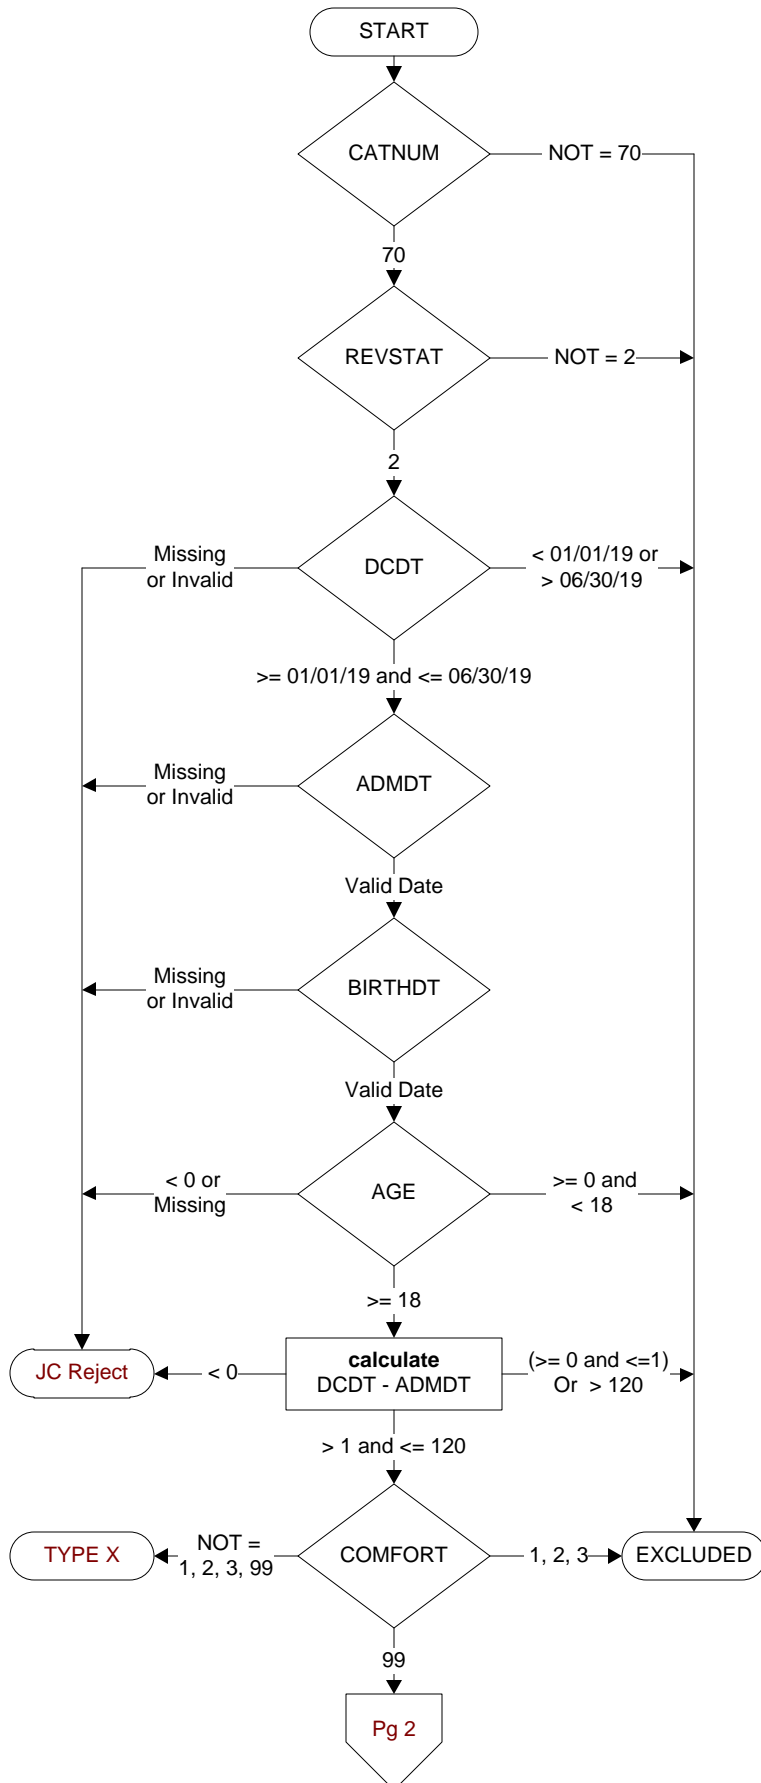 START
CATNUM
NOT = 70
70
REVSTAT
NOT = 2
2
Missing
or Invalid
DCDT
< 01/01/19 or
> 06/30/19
>= 01/01/19 and <= 06/30/19
Missing
or Invalid
ADMDT
Valid Date
Missing
or Invalid
BIRTHDT
Valid Date
< 0 or
Missing
AGE
>= 0 and
< 18
>= 18
JC Reject
< 0
calculate
DCDT - ADMDT
(>= 0 and <=1)
Or > 120
> 1 and <= 120
TYPE X
NOT =
1, 2, 3, 99
COMFORT
1, 2, 3
EXCLUDED
99
Pg 2